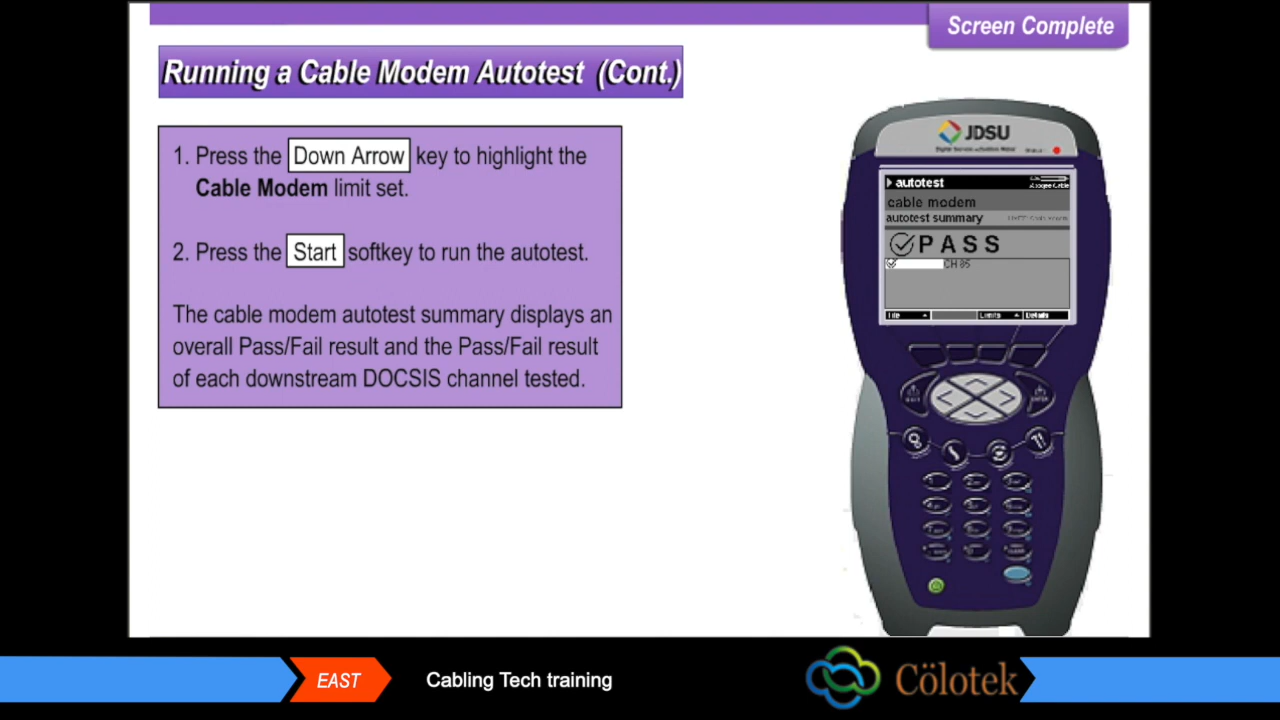 Screen Complete
Running a Cable Modem Autotest (Cont.)
1. Press the Down Arrow key to highlight the
Cable Modem limit set.
2. Press the Start softkey to run the autotest.
The cable modem autotest summary displays an
overall Pass/Fail result and the Pass/Fail result
of each downstream DOCSIS channel tested.
JDSU
autotest
cable modem
autotest summary
PASS
CH 85
File
Limits
Details
EAST
Cabling Tech training
Cölotek